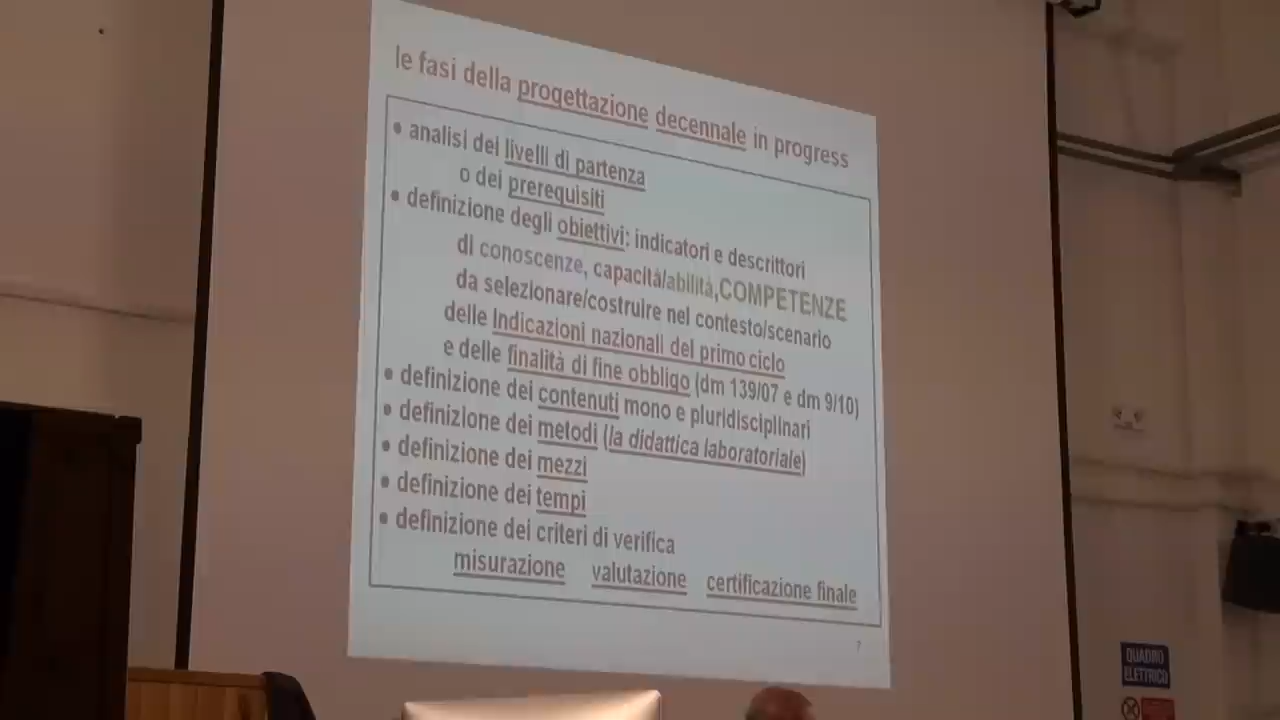 le fasi della progettazione decennale in progress
• analisi dei livelli di partenza
o dei prerequisiti
• definizione degli obiettivi: indicatori e descrittori
di conoscenze, capacità/abilità,COMPETENZE
da selezionare/costruire nel contesto/scenario
delle Indicazioni nazionali del primo ciclo
e delle finalità di fine obbligo (dm 139/07 e dm 9/10)
• definizione dei contenuti mono e pluridisciplinari
• definizione dei metodi (la didattica laboratoriale)
• definizione dei mezzi
• definizione dei tempi
• definizione dei criteri di verifica
misurazione valutazione certificazione finale
7
QUADRO
ELETTRICO